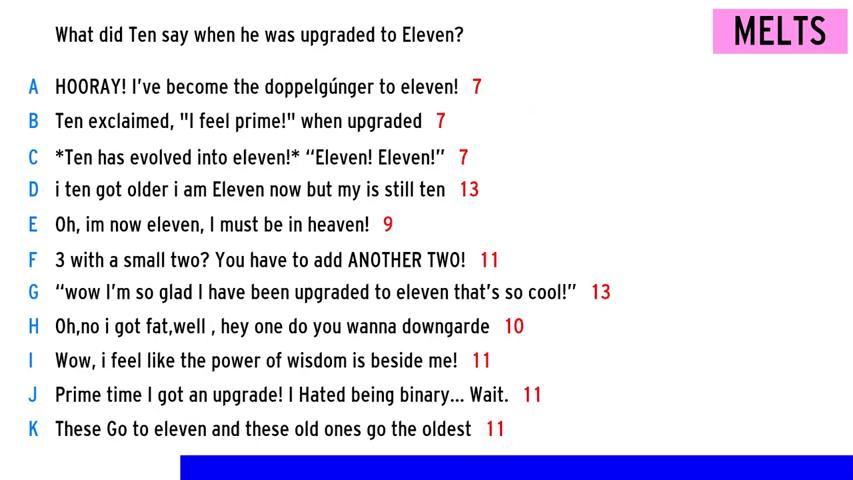 What did Ten say when he was upgraded to Eleven?
MELTS
A HOORAY! I've become the doppelgúnger to eleven! 7
B Ten exclaimed, "I feel prime!" when upgraded 7
C *Ten has evolved into eleven!* “Eleven! Eleven!” 7
D i ten got older i am Eleven now but my is still ten 13
E Oh, im now eleven, I must be in heaven! 9
F 3 with a small two? You have to add ANOTHER TWO! 11
G “wow I'm so glad I have been upgraded to eleven that's so cool!” 13
H Oh,no i got fat,well , hey one do you wanna downgarde 10
I Wow, i feel like the power of wisdom is beside me! 11
J Prime time I got an upgrade! I Hated being binary... Wait. 11
K These Go to eleven and these old ones go the oldest 11